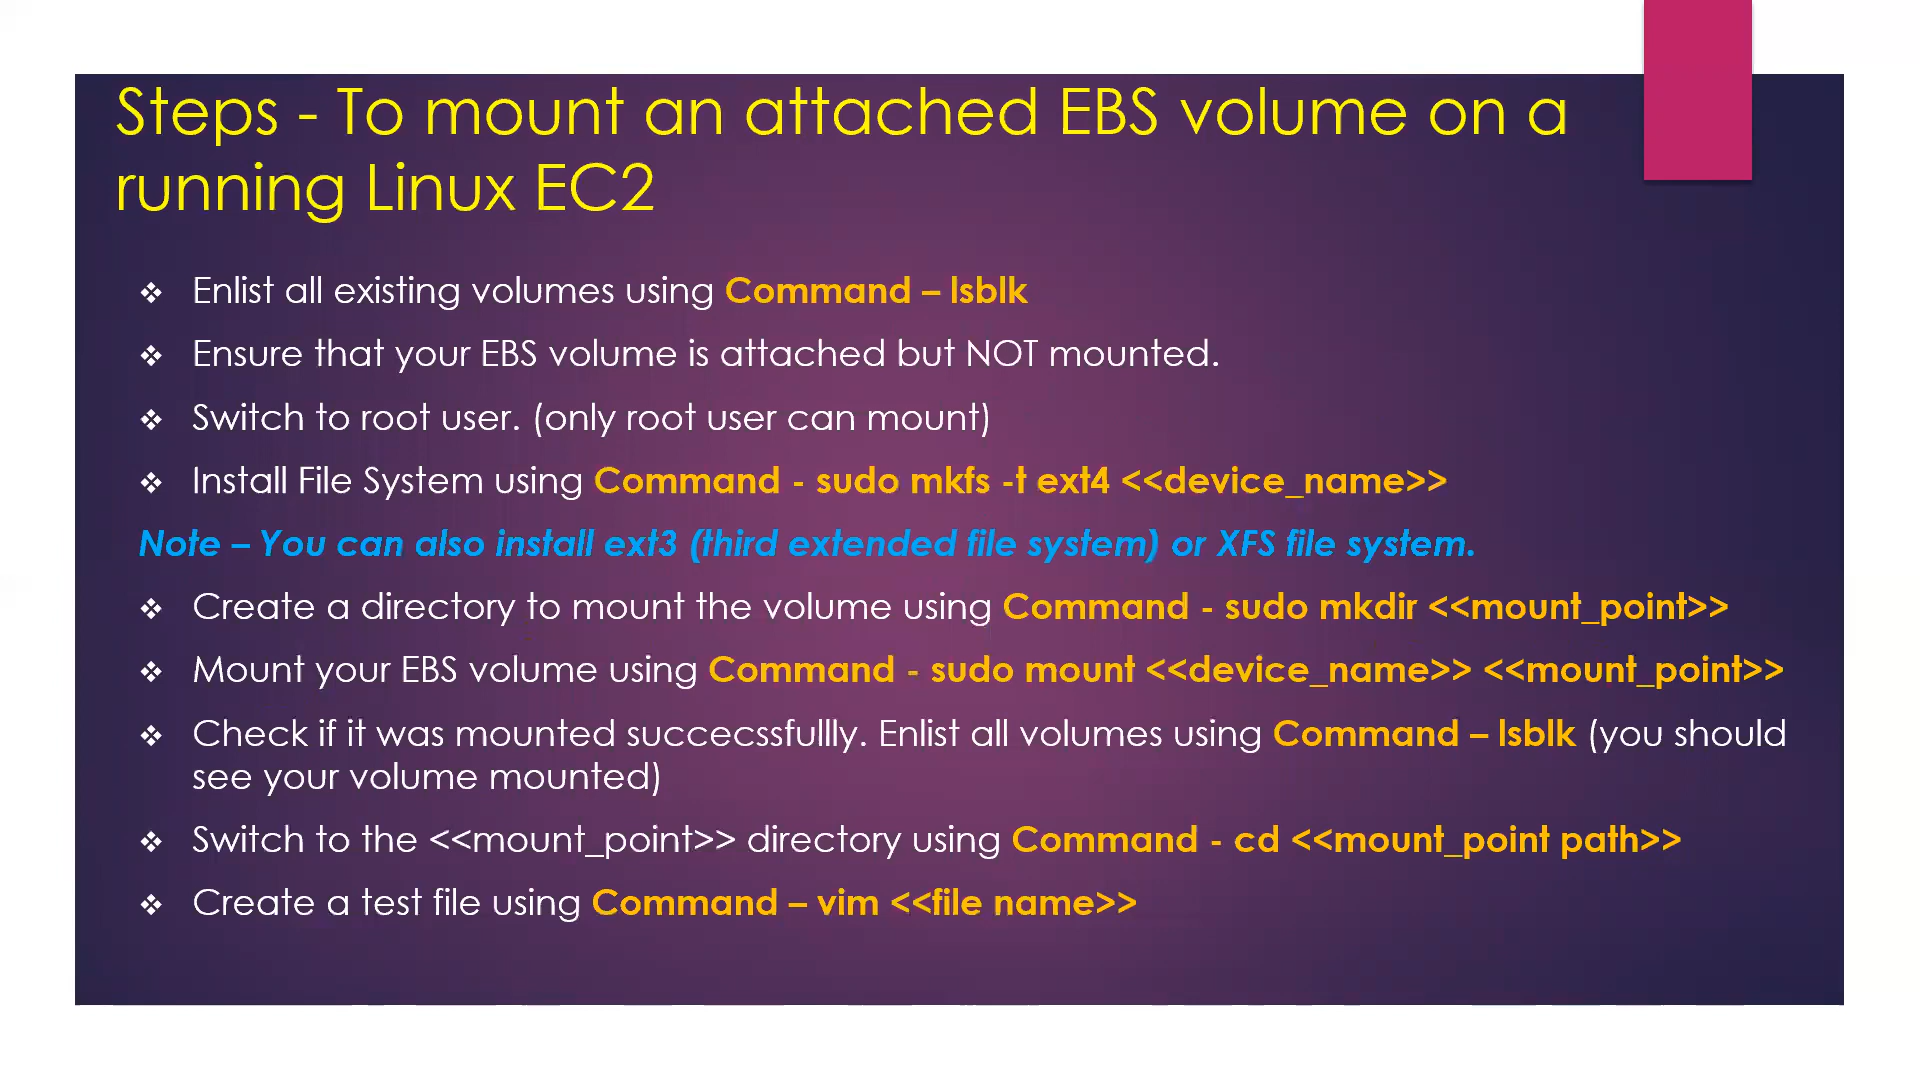 Steps - To mount an attached EBS volume on a
running Linux EC2
❖ Enlist all existing volumes using Command – lsblk
❖ Ensure that your EBS volume is attached but NOT mounted.
❖ Switch to root user. (only root user can mount)
❖ Install File System using Command - sudo mkfs -t ext4 <<device_name>>
Note – You can also install ext3 (third extended file system) or XFS file system.
❖ Create a directory to mount the volume using Command - sudo mkdir <<mount_point>>
❖ Mount your EBS volume using Command - sudo mount <<device_name>> <<mount_point>>
❖ Check if it was mounted succecssfullly. Enlist all volumes using Command – lsblk (you should
see your volume mounted)
❖ Switch to the <<mount_point>> directory using Command - cd <<mount_point path>>
❖ Create a test file using Command – vim <<file name>>